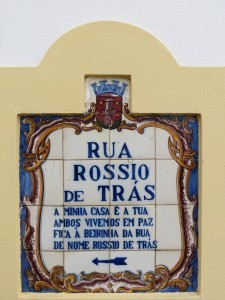 RUA
ROSSIO
DE TRÁS
A MINHA CASA É A TUA
AMBOS VIVEMOS EM PAZ
FICA À BEIRINHA DA RUA
DE NOME ROSSIO DE TRÁS